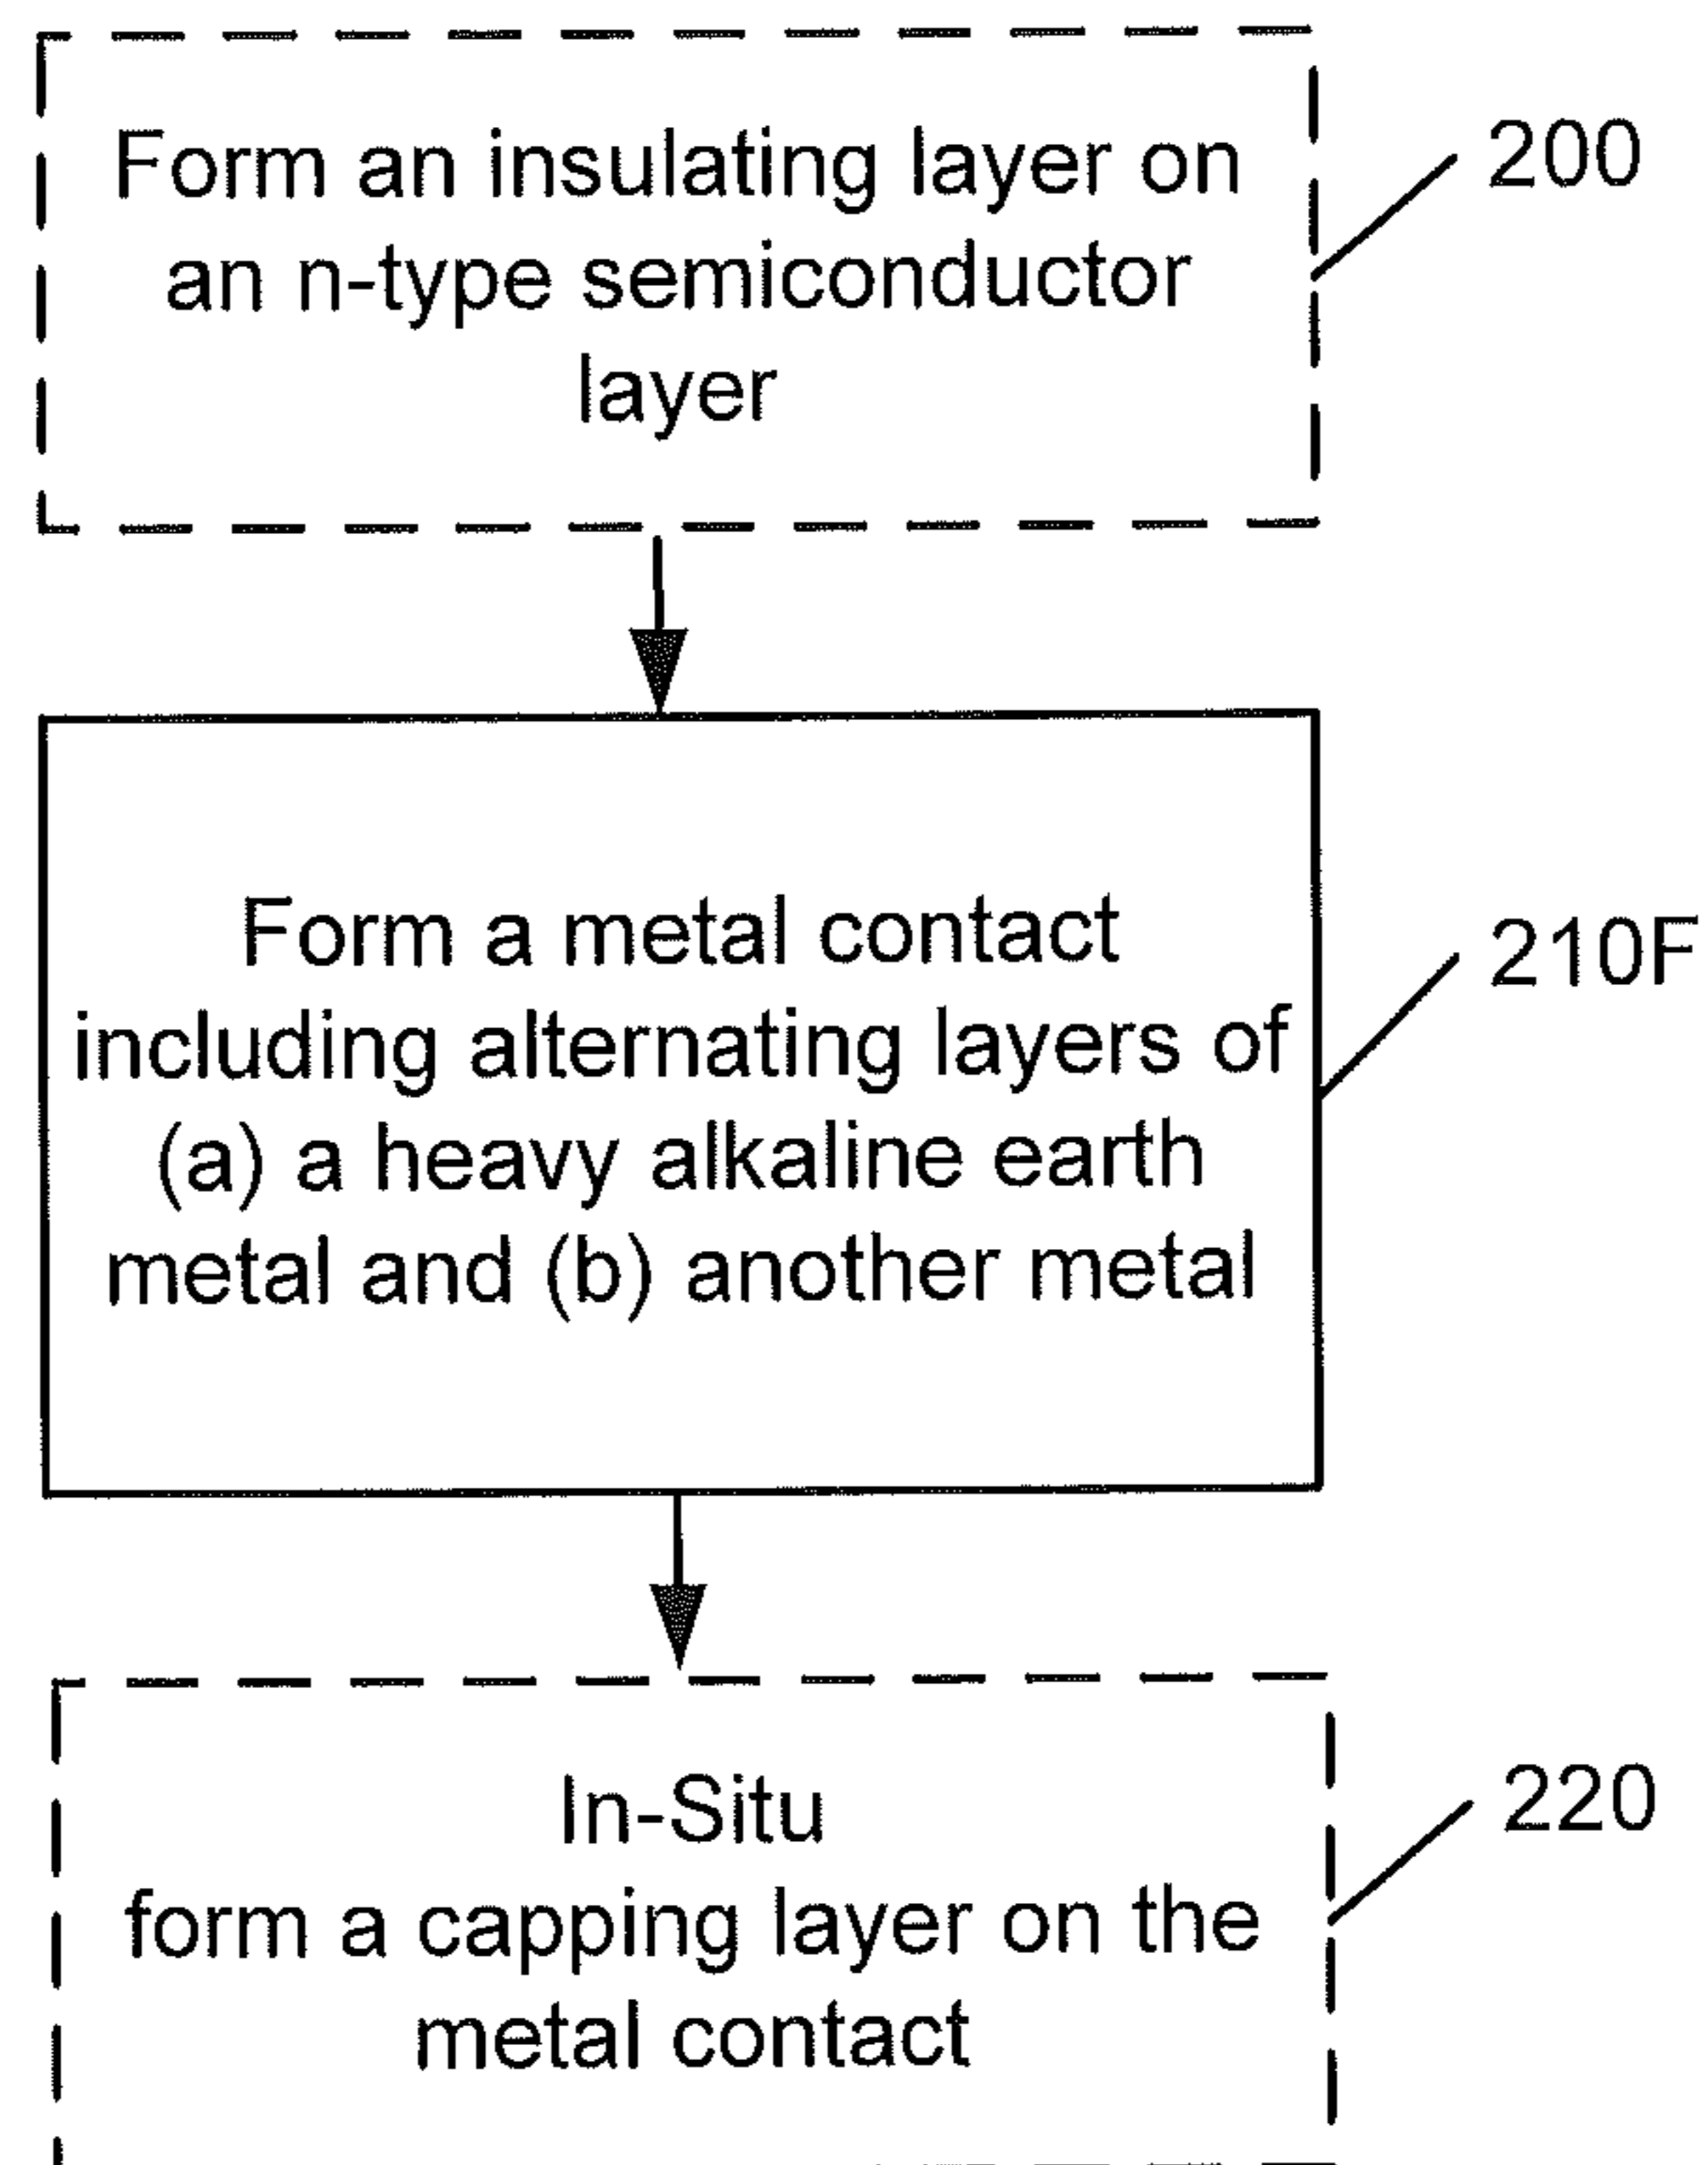 Form an insulating layer on
an n-type semiconductor
layer
200
Form a metal contact
including alternating layers of
(a) a heavy alkaline earth
metal and (b) another metal
210F
In-Situ
form a capping layer on the
metal contact
220